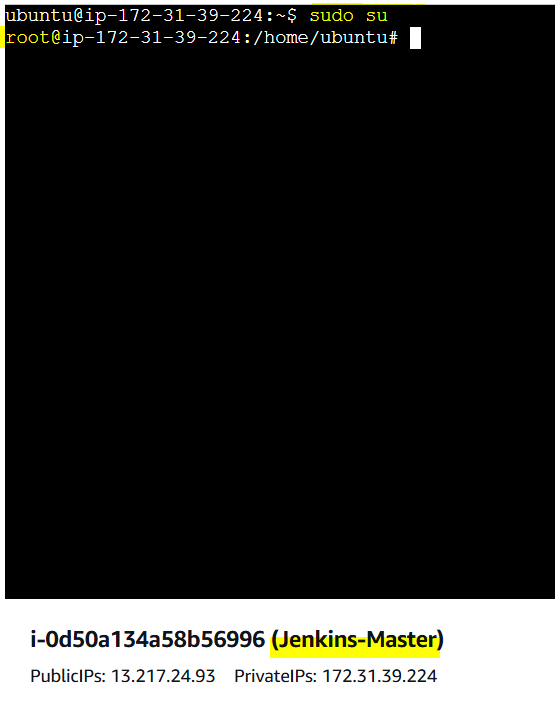 ubuntu@ip-172-31-39-224:~$ sudo su
root@ip-172-31-39-224:/home/ubuntu#
i-0d50a134a58b56996 (Jenkins-Master)
PublicIPs: 13.217.24.93 PrivateIPs: 172.31.39.224